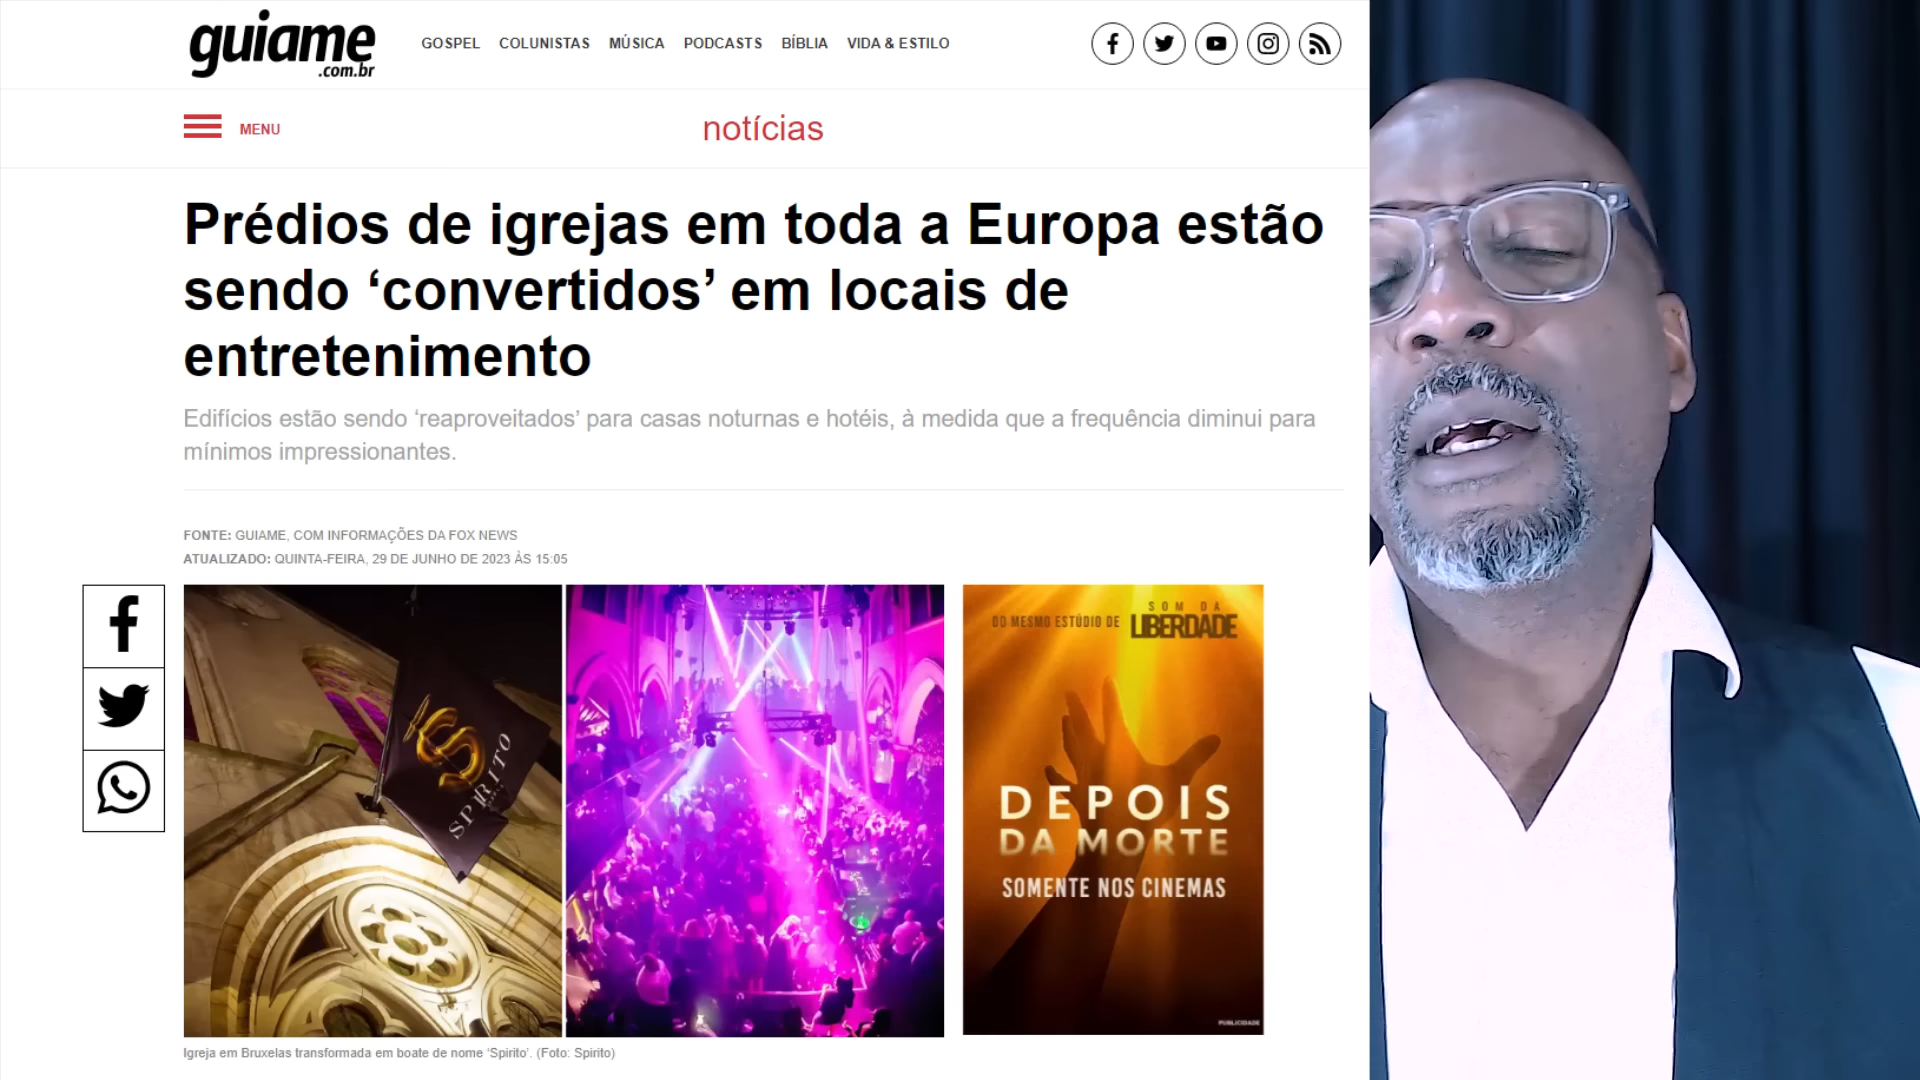 guiame
.com.br
GOSPEL COLUNISTAS MÚSICA PODCASTS BÍBLIA VIDA & ESTILO
MENU
notícias
Prédios de igrejas em toda a Europa estão
sendo ‘convertidos’ em locais de
entretenimento
Edifícios estão sendo ‘reaproveitados’ para casas noturnas e hotéis, à medida que a frequência diminui para
mínimos impressionantes.
FONTE: GUIAME, COM INFORMAÇÕES DA FOX NEWS
ATUALIZADO: QUINTA-FEIRA, 29 DE JUNHO DE 2023 ÀS 15:05
SPIRITO
DO MESMO ESTÚDIO DE
SOM DA
LIBERDADE
DEPOIS
DA MORTE
SOMENTE NOS CINEMAS
PUBLICIDADE
Igreja em Bruxelas transformada em boate de nome ‘Spirito’. (Foto: Spirito)